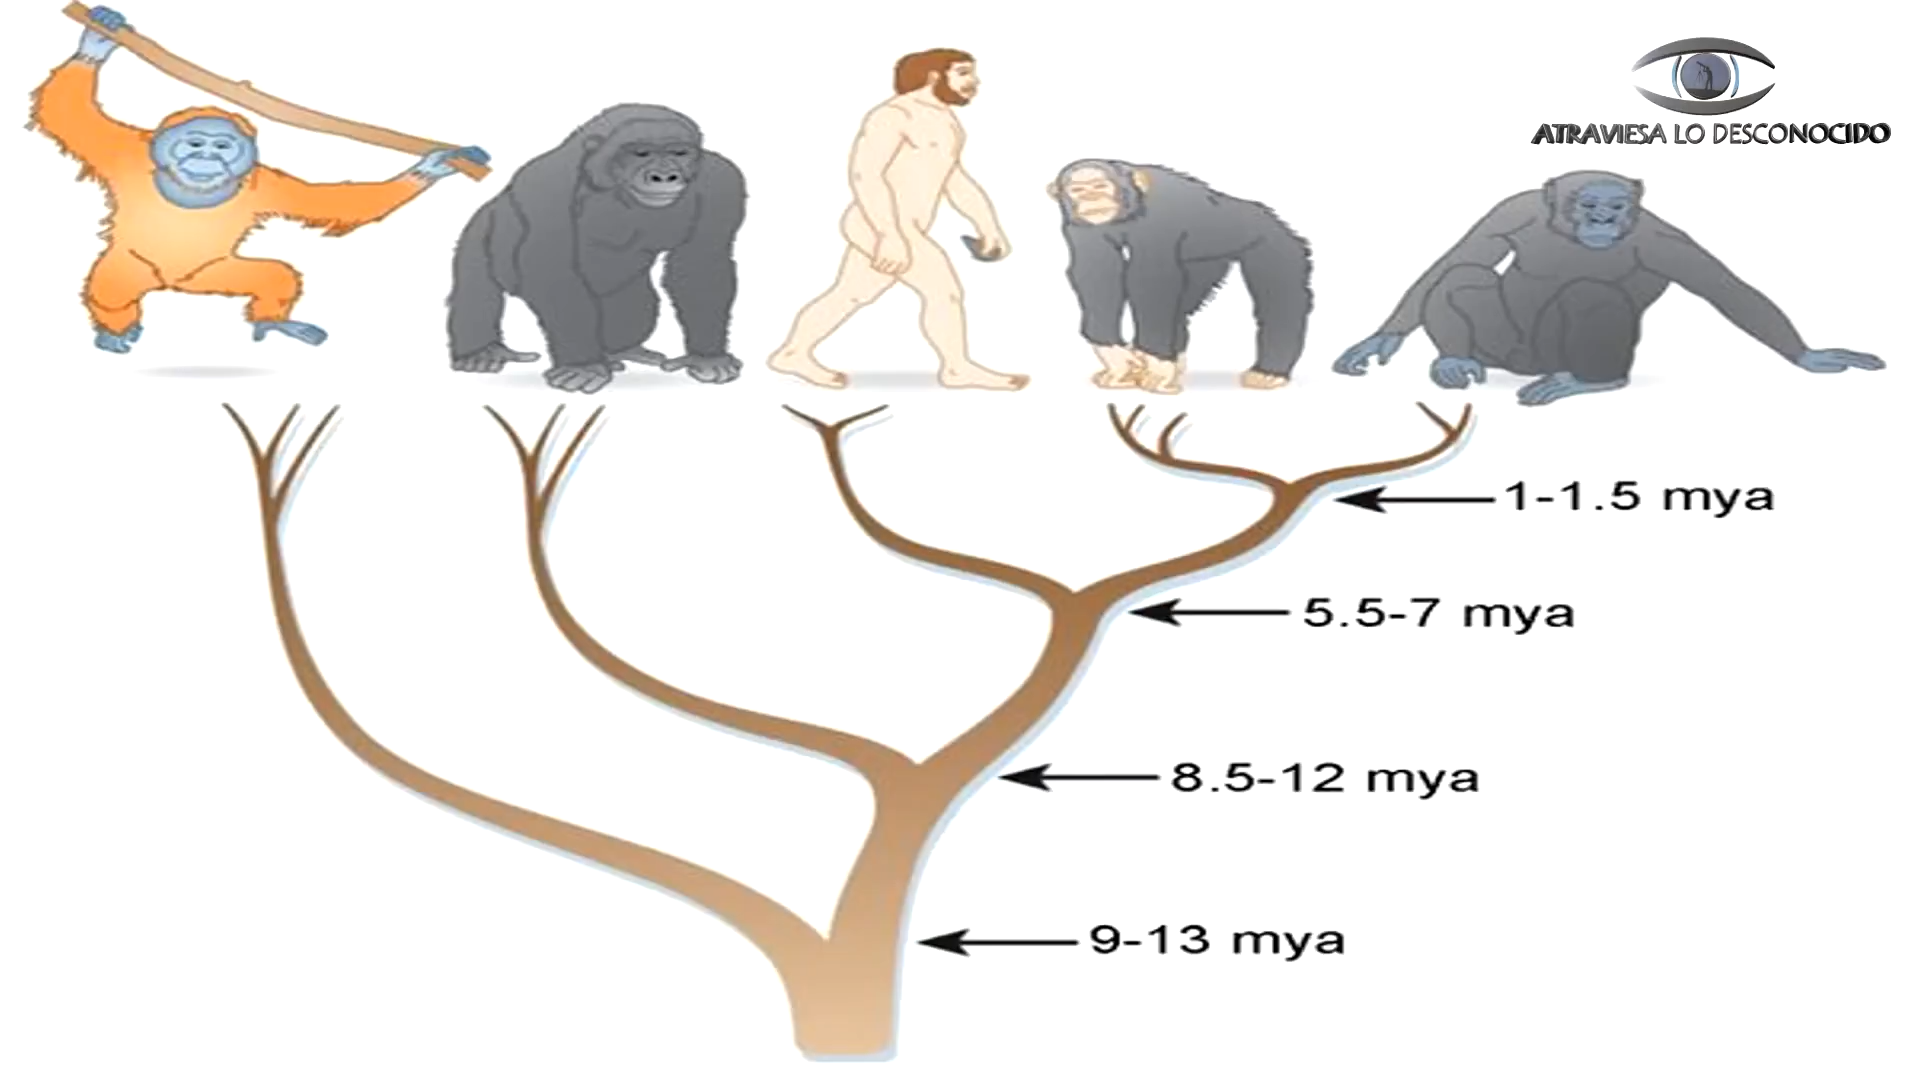 ATRAVIESA LO DESCONOCIDO
1-1.5 mya
5.5-7 mya
8.5-12 mya
9-13 mya